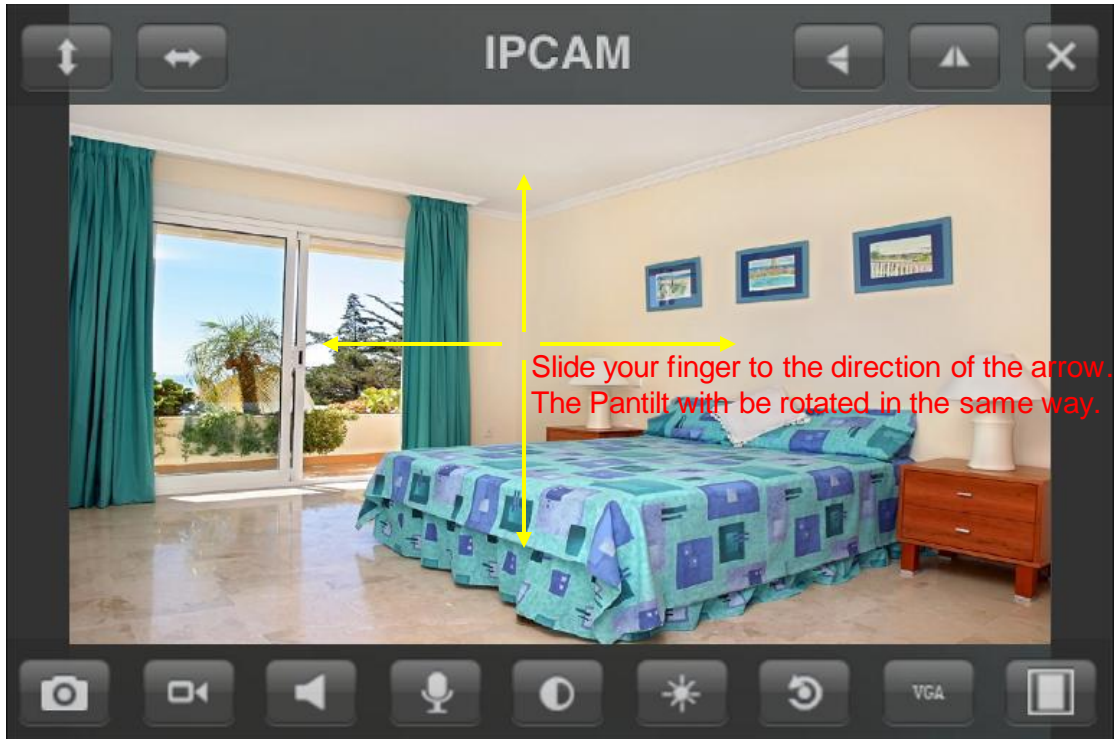 IPCAM
Slide your finger to the direction of the arrow.
The Pantilt with be rotated in the same way.
VGA